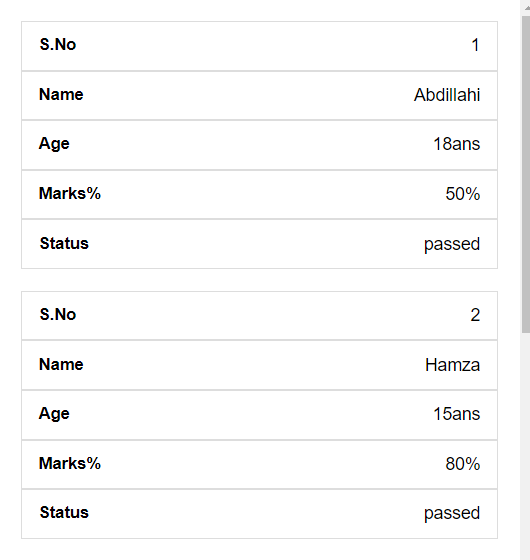 S.No 1
Name Abdillahi
Age 18ans
Marks% 50%
Status passed
S.No 2
Name Hamza
Age 15ans
Marks% 80%
Status passed